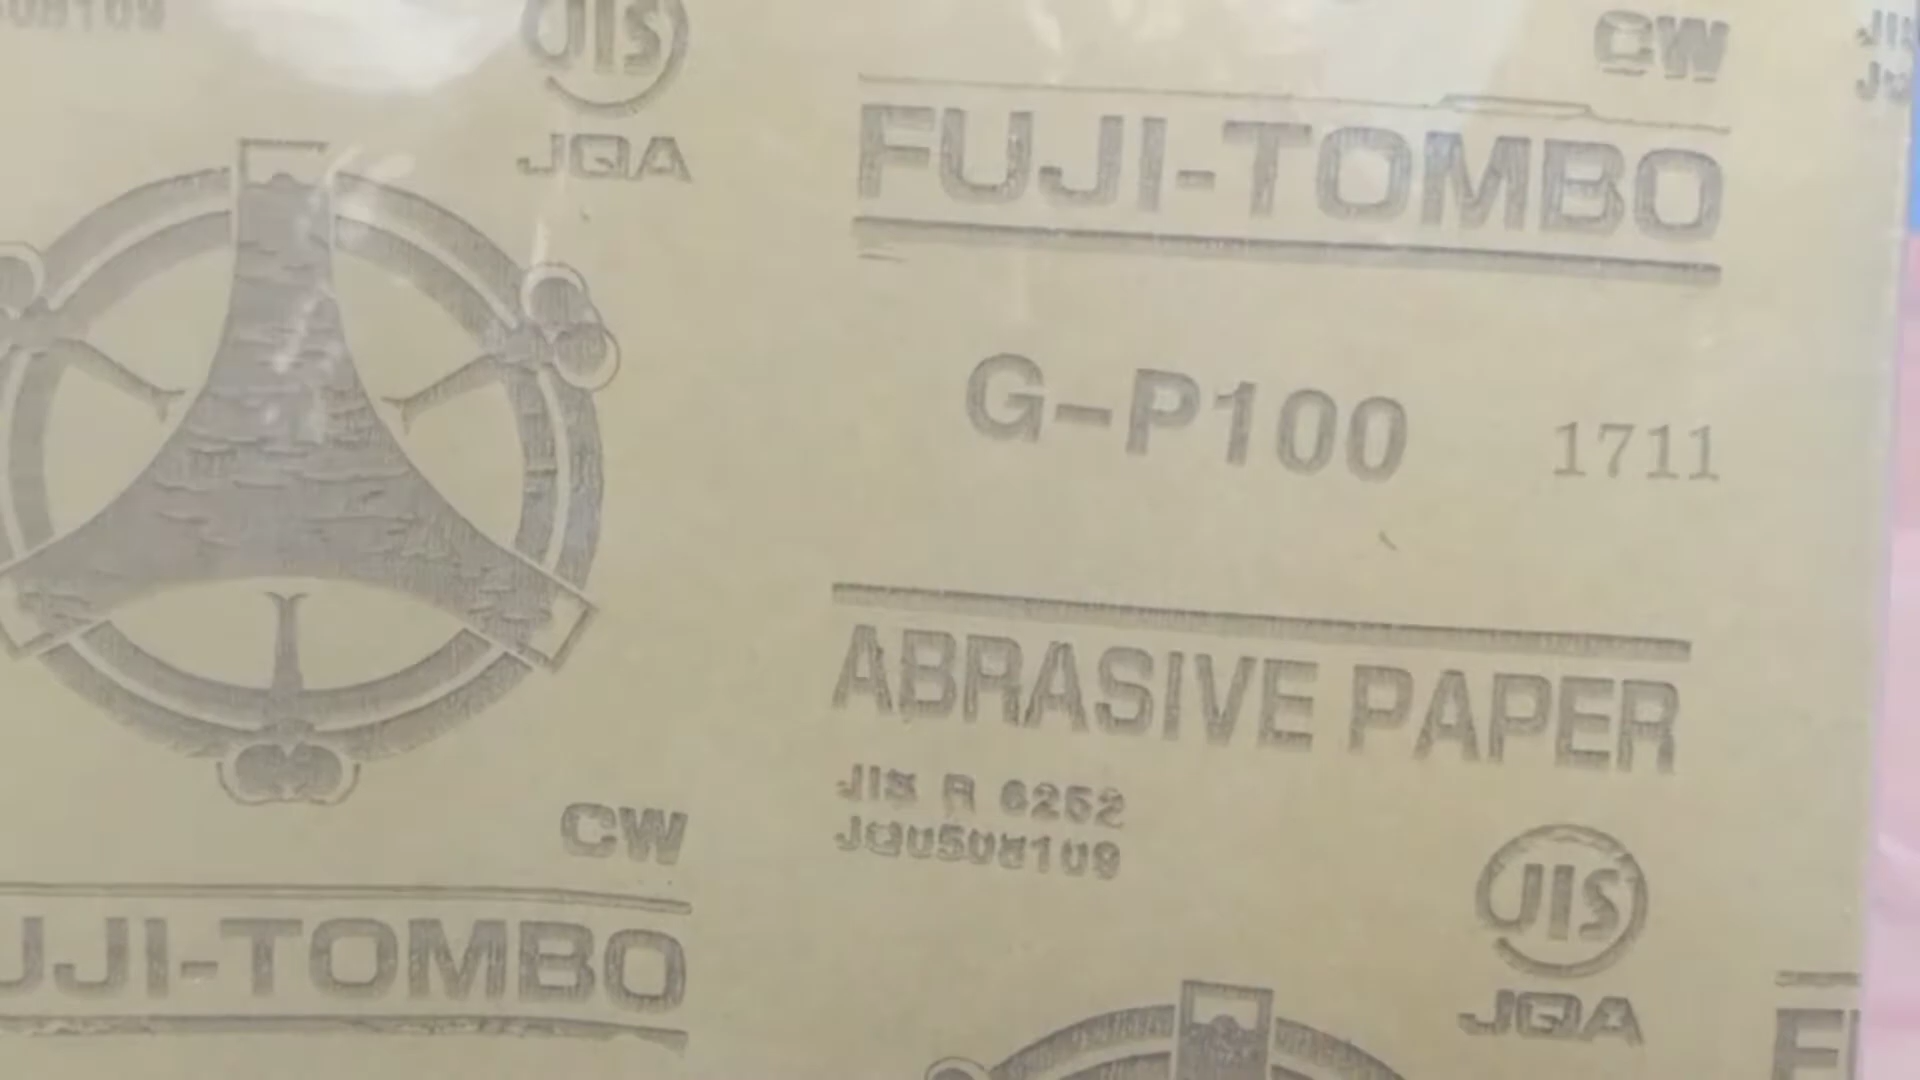 JIS
JQA
CW
FUJI-TOMBO
G-P100 1711
ABRASIVE PAPER
JIS R 6252
JQ0508109
JIS
JQA
CW
UJI-TOMBO